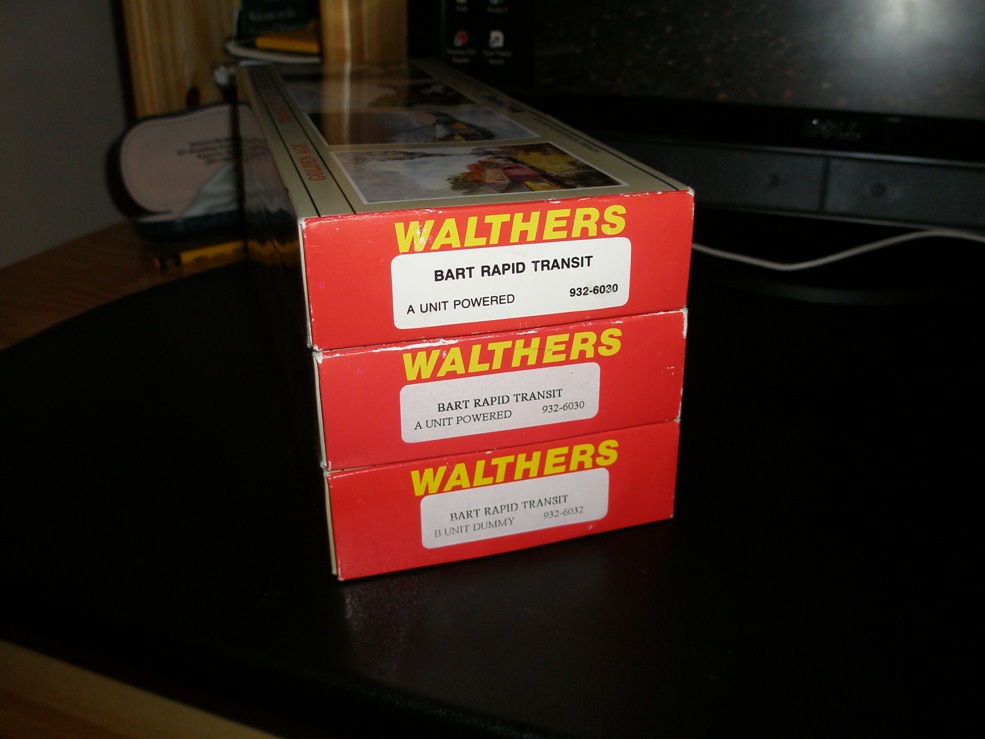 WALTHERS
BART RAPID TRANSIT
A UNIT POWERED 932-6030
WALTHERS
BART RAPID TRANSIT
A UNIT POWERED 932-6030
WALTHERS
BART RAPID TRANSIT
B UNIT DUMMY 932-6032
DELL